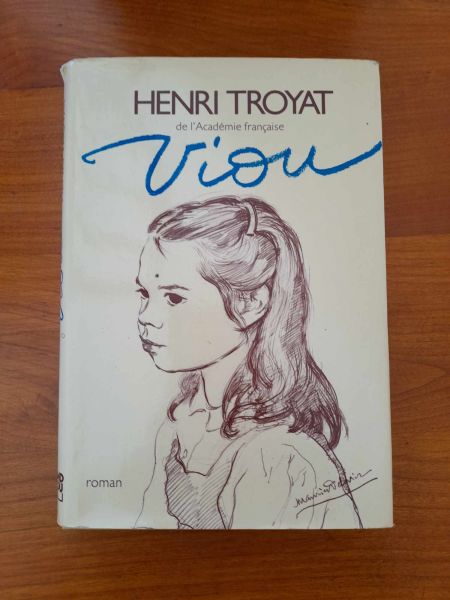 HENRI TROYAT
de l'Académie française
Viou
roman